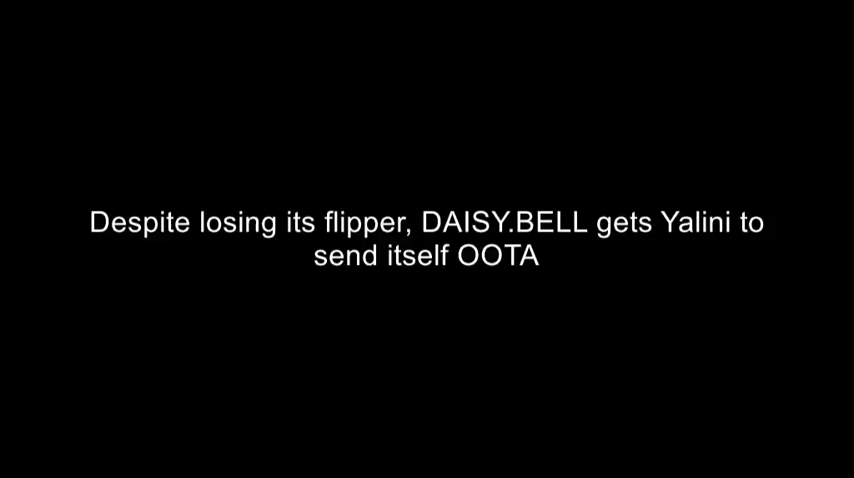 Despite losing its flipper, DAISY.BELL gets Yalini to
send itself OOTA